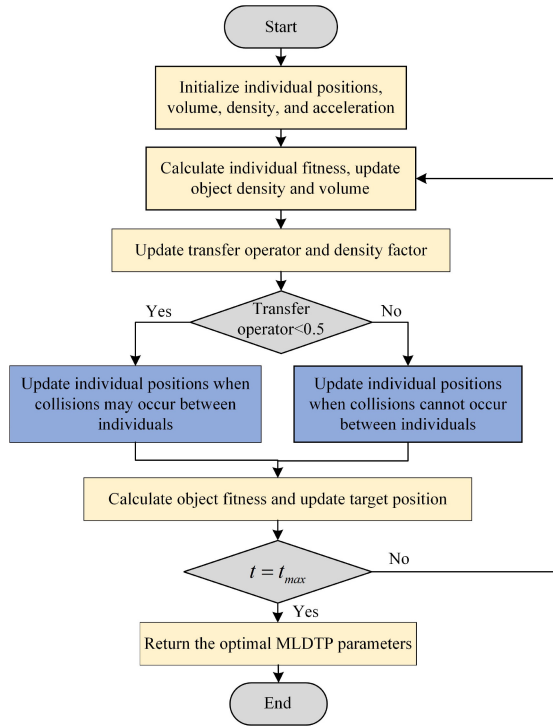 Start
Initialize individual positions,
volume, density, and acceleration
Calculate individual fitness, update
object density and volume
Update transfer operator and density factor
Yes
Transfer
operator<0.5
No
Update individual positions when
collisions may occur between
individuals
Update individual positions
when collisions cannot occur
between individuals
Calculate object fitness and update target position
t = tmax
No
Yes
Return the optimal MLDTP parameters
End